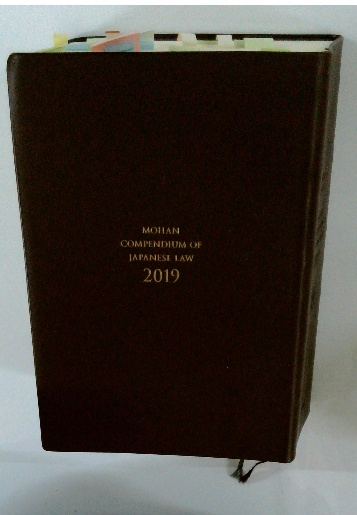 MOHAN
COMPENDIUM OF
JAPANESE LAW
2019